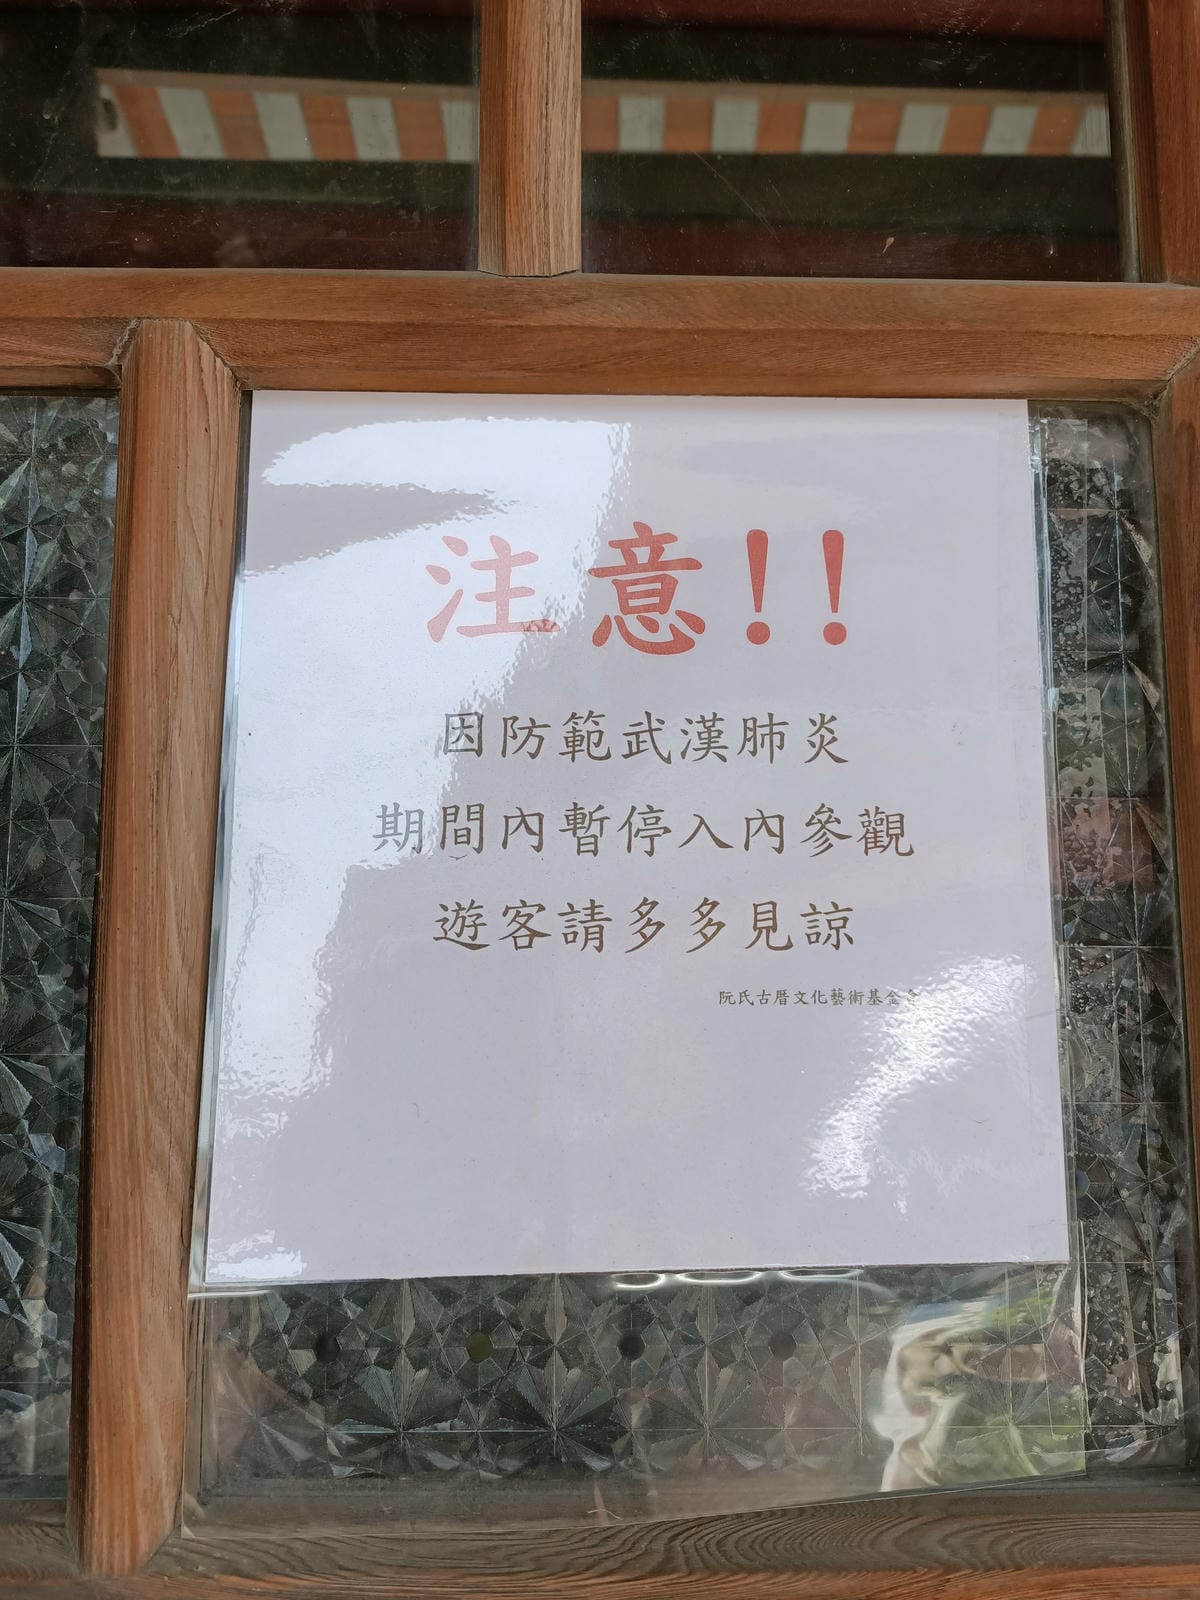 注意!!
因防範武漢肺炎
期間內暫停入內參觀
遊客請多多見諒
阮氏古厝文化藝術基金會